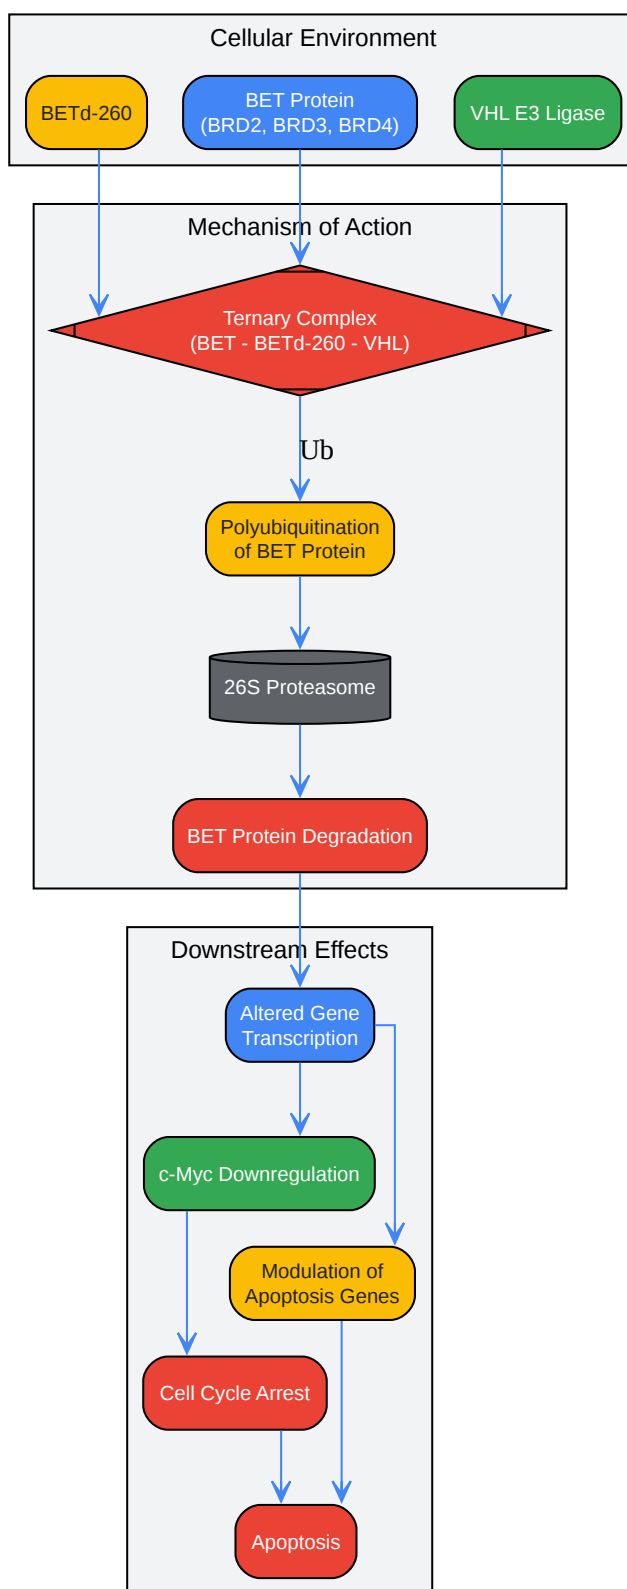 Cellular Environment
BETd-260
BET Protein
(BRD2, BRD3, BRD4)
VHL E3 Ligase
Mechanism of Action
Ternary Complex
(BET - BETd-260 - VHL)
Ub
Polyubiquitination
of BET Protein
26S Proteasome
BET Protein Degradation
Downstream Effects
Altered Gene
Transcription
c-Myc Downregulation
Modulation of
Apoptosis Genes
Cell Cycle Arrest
Apoptosis